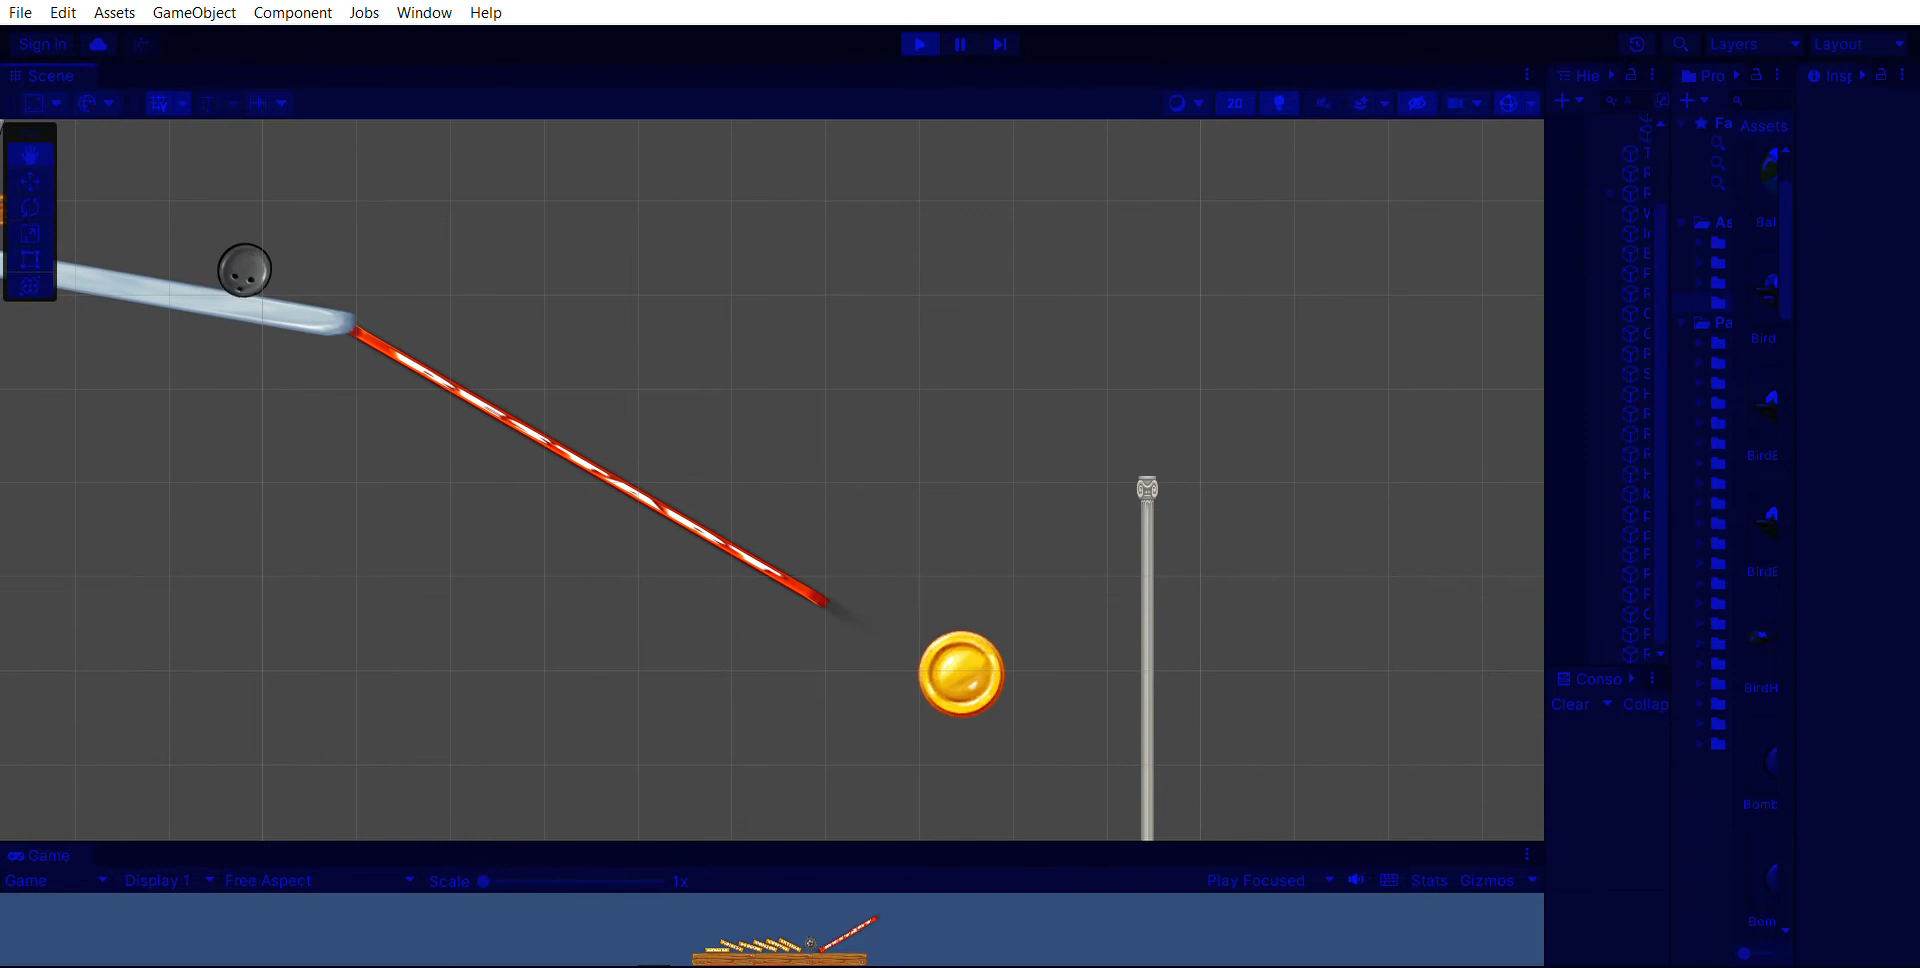 File Edit Assets GameObject Component Jobs Window Help
Sign in
Layers Layout
Scene
Hie Pro Insp
20
Fa Assets
As Bal
Pa
Bird
BirdE
BirdE
Conso
BirdH
Clear Collap
Bomb
Game
Game Display 1 Free Aspect Scale 1x Play Focused Stats Gizmos
Bom